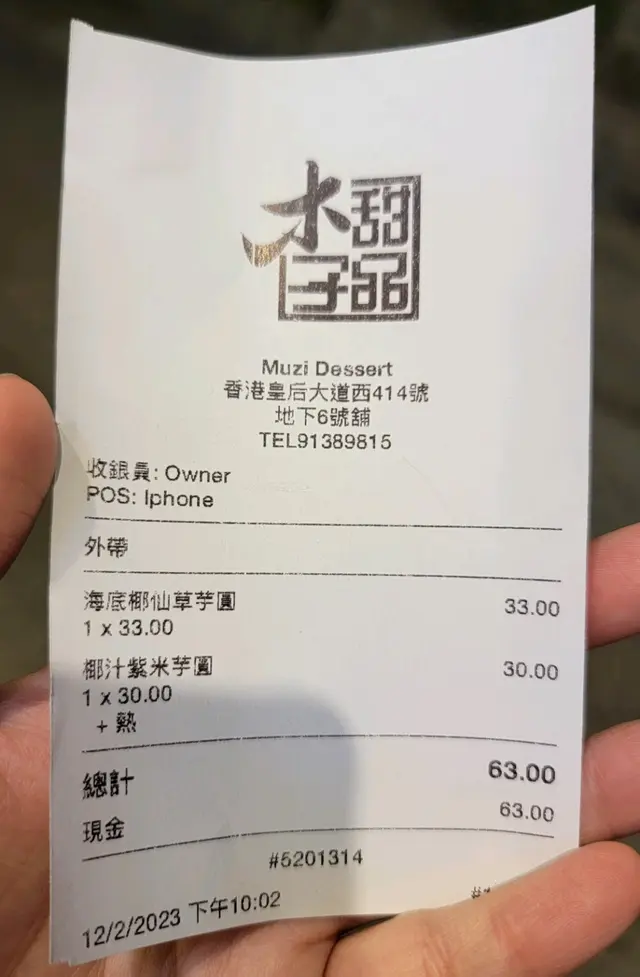 木子甜品
Muzi Dessert
香港皇后大道西414號
地下6號舖
TEL91389815
收銀員: Owner
POS: Iphone
外帶
海底椰仙草芋圓 33.00
1 x 33.00
椰汁紫米芋圓 30.00
1 x 30.00
+ 熱
總計 63.00
現金 63.00
#5201314
12/2/2023 下午10:02